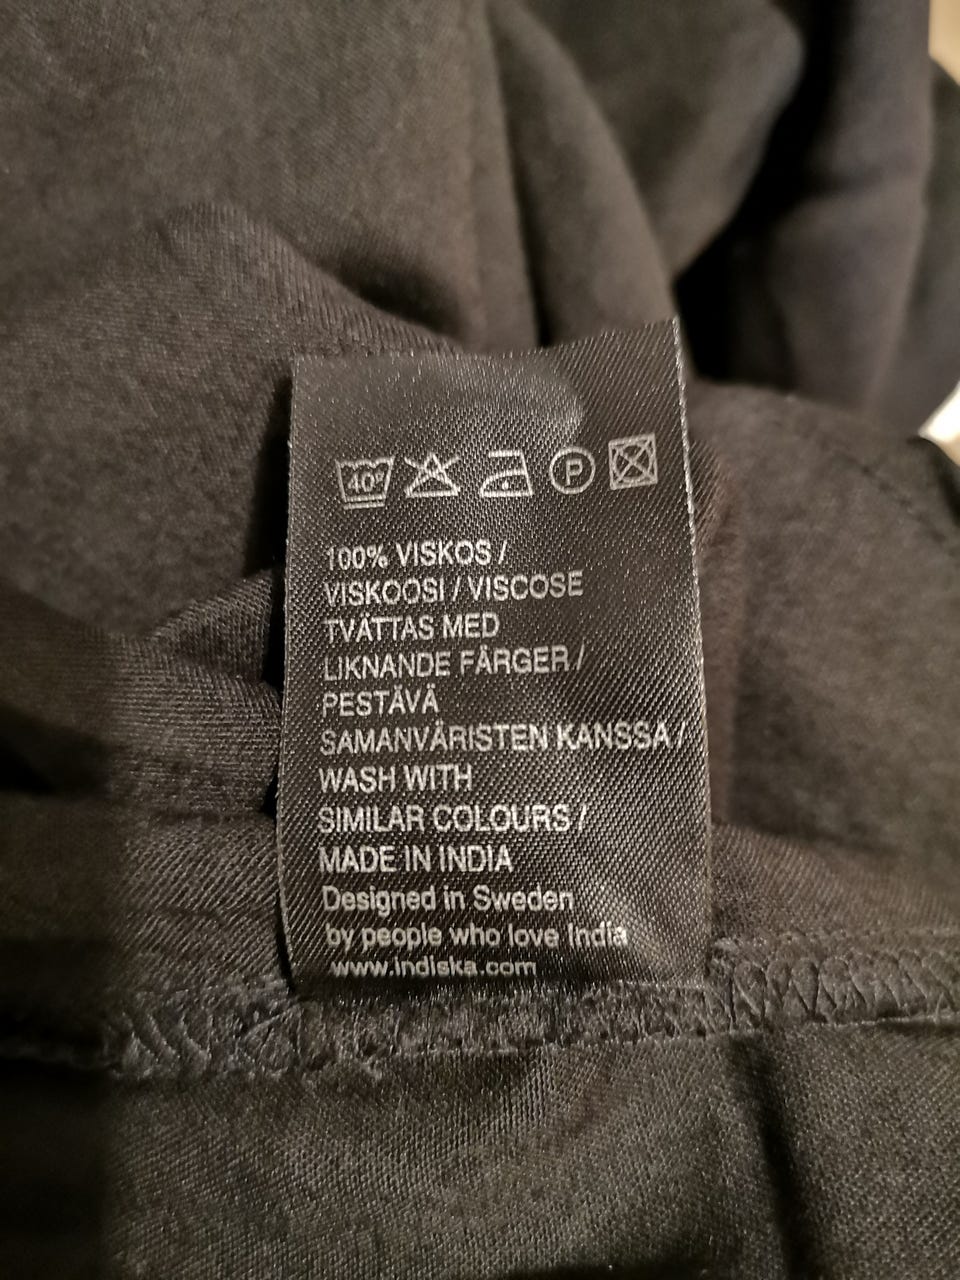 40° P
100% VISKOS /
VISKOOSI / VISCOSE
TVÄTTAS MED
LIKNANDE FÄRGER /
PESTÄVÄ
SAMANVÄRISTEN KANSSA /
WASH WITH
SIMILAR COLOURS /
MADE IN INDIA
Designed in Sweden
by people who love India
www.indiska.com